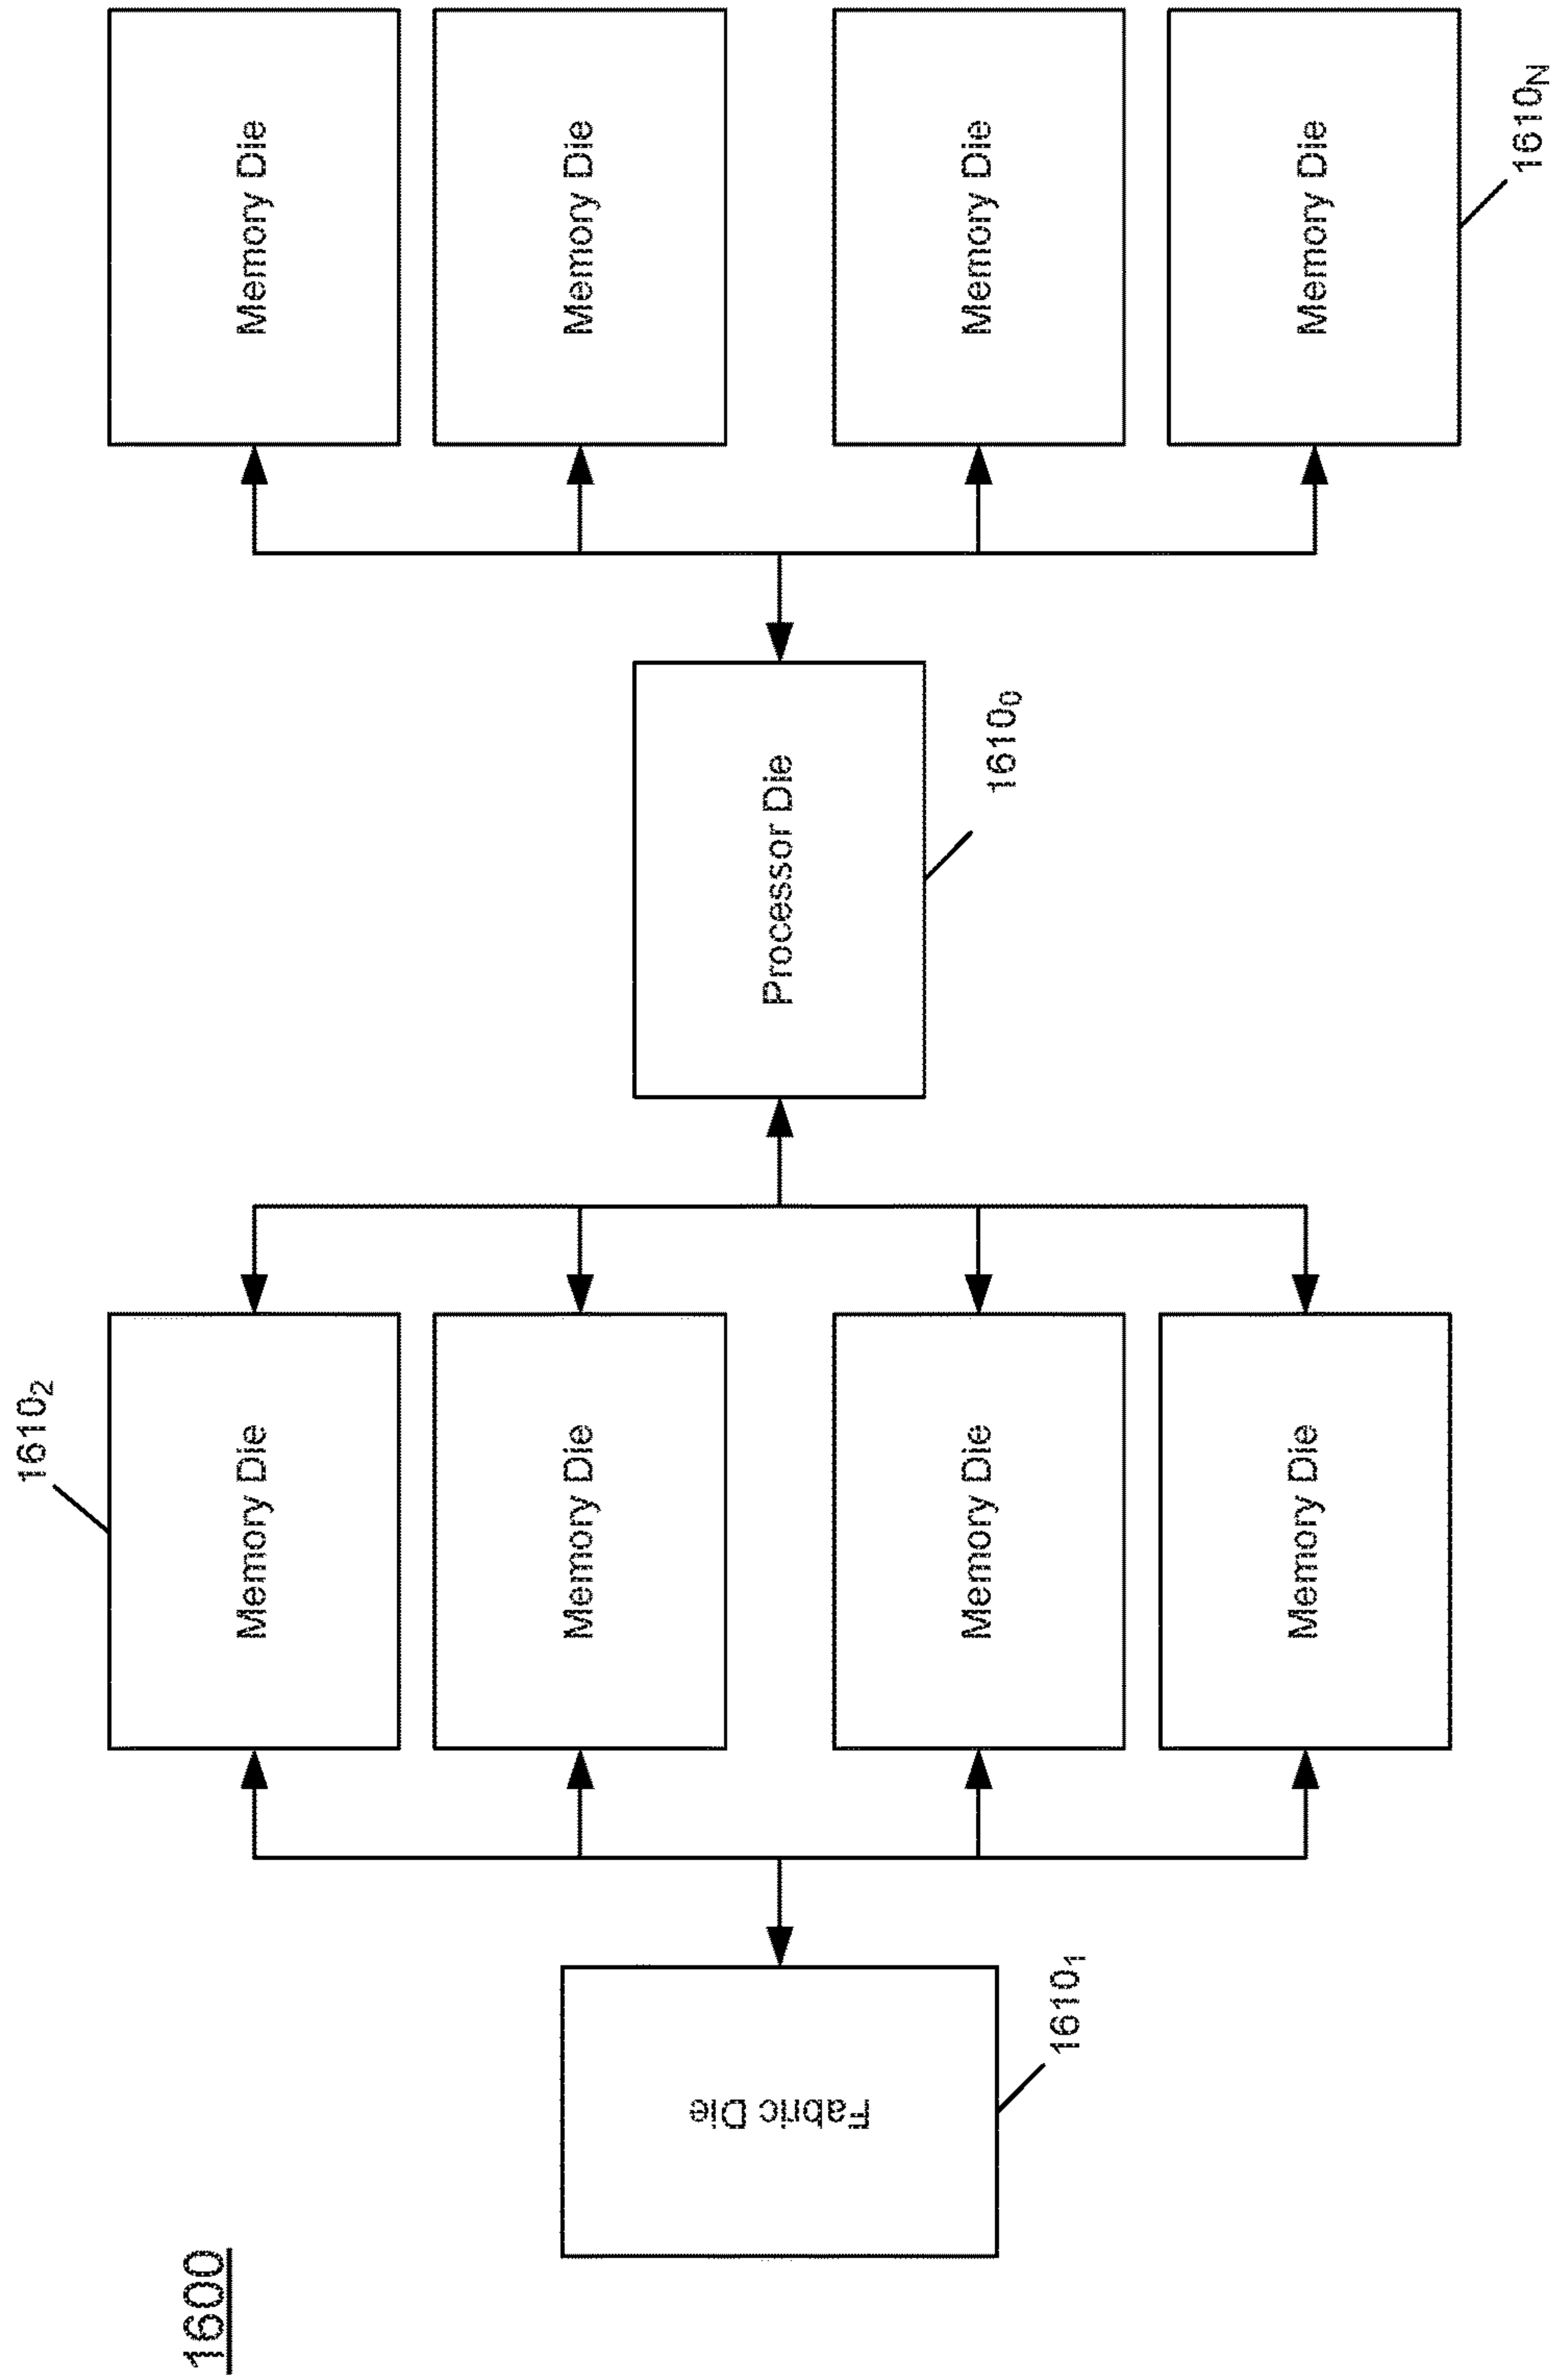 1600
Fabric Die
1610₁
1610₂
Memory Die
Memory Die
Memory Die
Memory Die
Processor Die
1610₀
Memory Die
Memory Die
Memory Die
Memory Die
1610_N